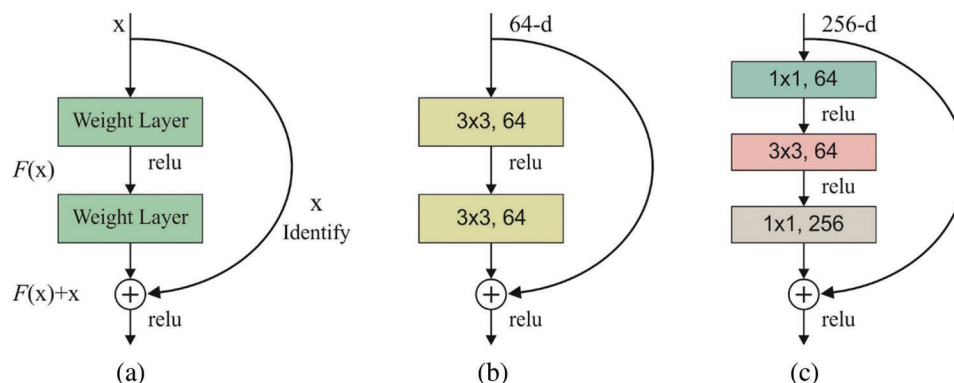 x
Weight Layer
relu
F(x)
Weight Layer
x
Identify
F(x)+x
relu
(a)
64-d
3x3, 64
relu
3x3, 64
relu
(b)
256-d
1x1, 64
relu
3x3, 64
relu
1x1, 256
relu
(c)